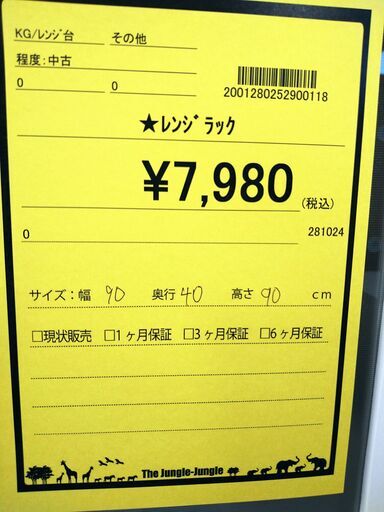 KG/ﾚﾝｼﾞ台 その他
程度:中古
0 0
2001280252900118
★ﾚﾝｼﾞﾗｯｸ
¥7,980
(税込)
0 281024
サイズ:幅 90 奥行 40 高さ 90 cm
□現状販売 □1ヶ月保証 □3ヶ月保証 □6ヶ月保証
The Jungle-Jungle